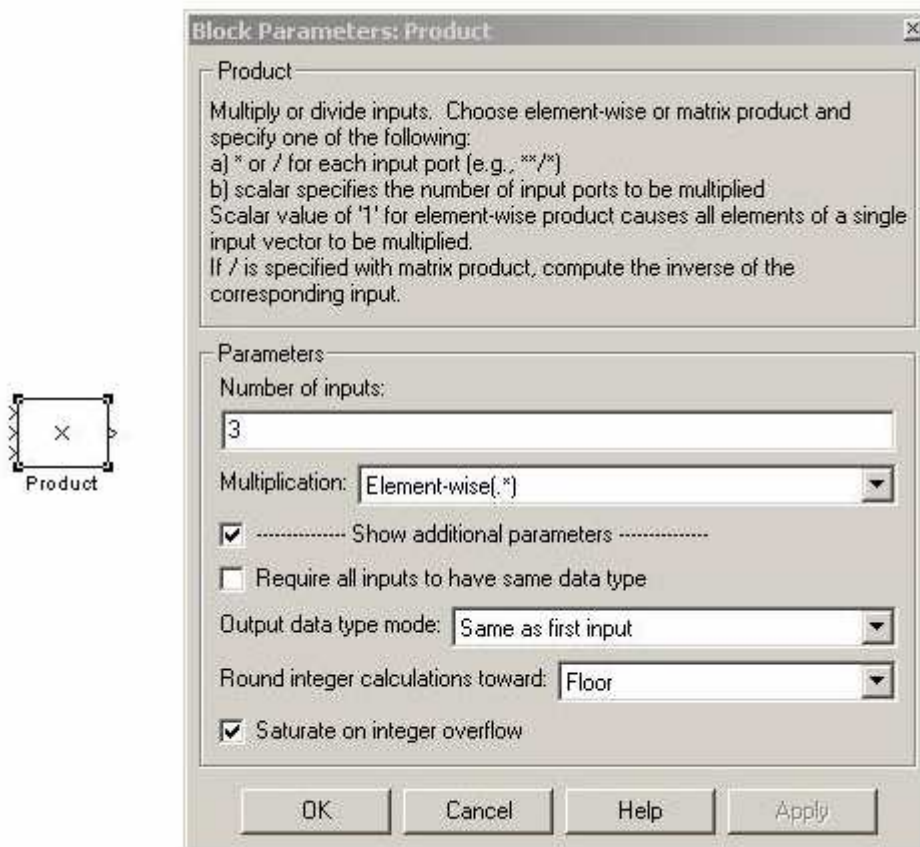 Block Parameters: Product
Product
Multiply or divide inputs. Choose element-wise or matrix product and
specify one of the following:
a) * or / for each input port (e.g., **/*)
b) scalar specifies the number of input ports to be multiplied
Scalar value of '1' for element-wise product causes all elements of a single
input vector to be multiplied.
If / is specified with matrix product, compute the inverse of the
corresponding input.
Parameters
Number of inputs:
3
Multiplication: Element-wise(.*)
-------------- Show additional parameters --------------
Require all inputs to have same data type
Output data type mode: Same as first input
Round integer calculations toward: Floor
Saturate on integer overflow
OK Cancel Help Apply
Product